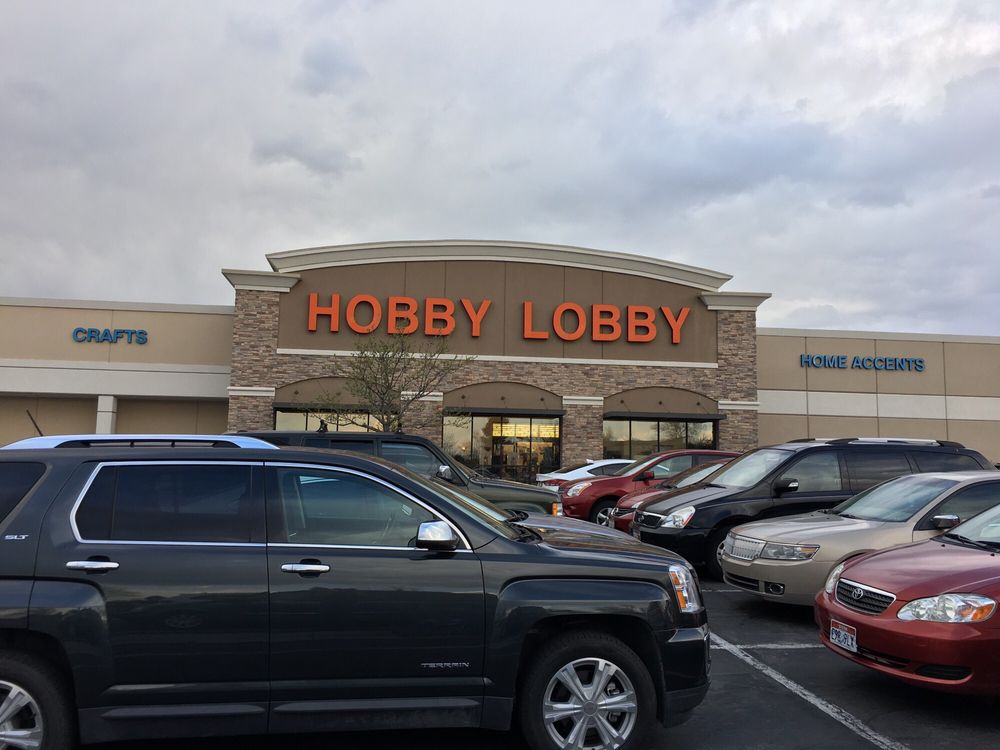 HOBBY LOBBY
CRAFTS
HOME ACCENTS
SLT
TERRAIN